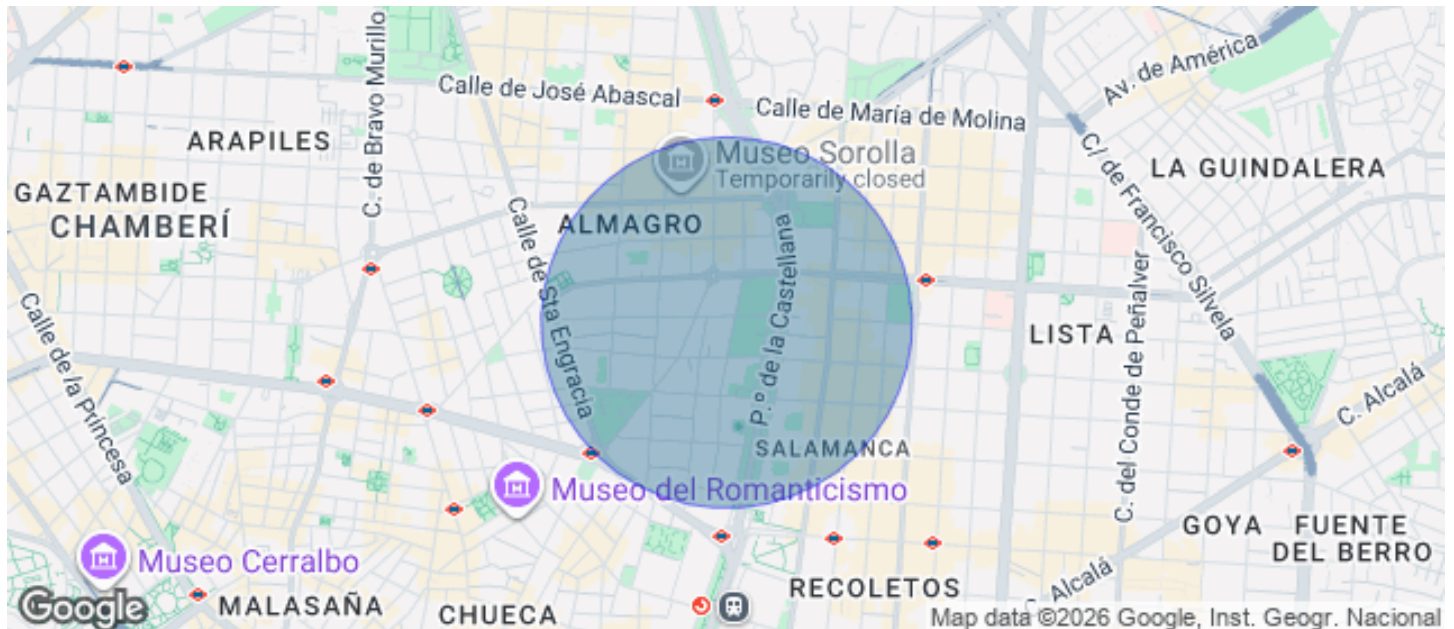 Av. de América
C. de Bravo Murillo
Calle de José Abascal
Calle de María de Molina
ARAPILES
Museo Sorolla
Temporarily closed
C/ de Francisco Silvela
LA GUINDALERA
GAZTAMBIDE
CHAMBERÍ
ALMAGRO
Calle de Sta Engracia
P.º de la Castellana
C. del Conde de Peñalver
LISTA
Calle de la Princesa
C. Alcalá
SALAMANCA
Museo del Romanticismo
GOYA
FUENTE
DEL BERRO
Museo Cerralbo
C. Alcalá
RECOLETOS
MALASAÑA
CHUECA
Google
Map data ©2026 Google, Inst. Geogr. Nacional